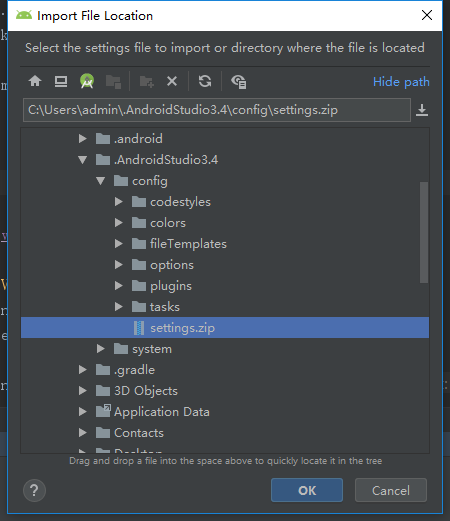 Import File Location
Select the settings file to import or directory where the file is located
Hide path
C:\Users\admin\.AndroidStudio3.4\config\settings.zip
.android
.AndroidStudio3.4
config
codestyles
colors
fileTemplates
options
plugins
tasks
settings.zip
system
.gradle
3D Objects
Application Data
Contacts
Drag and drop a file into the space above to quickly locate it in the tree
?
OK
Cancel